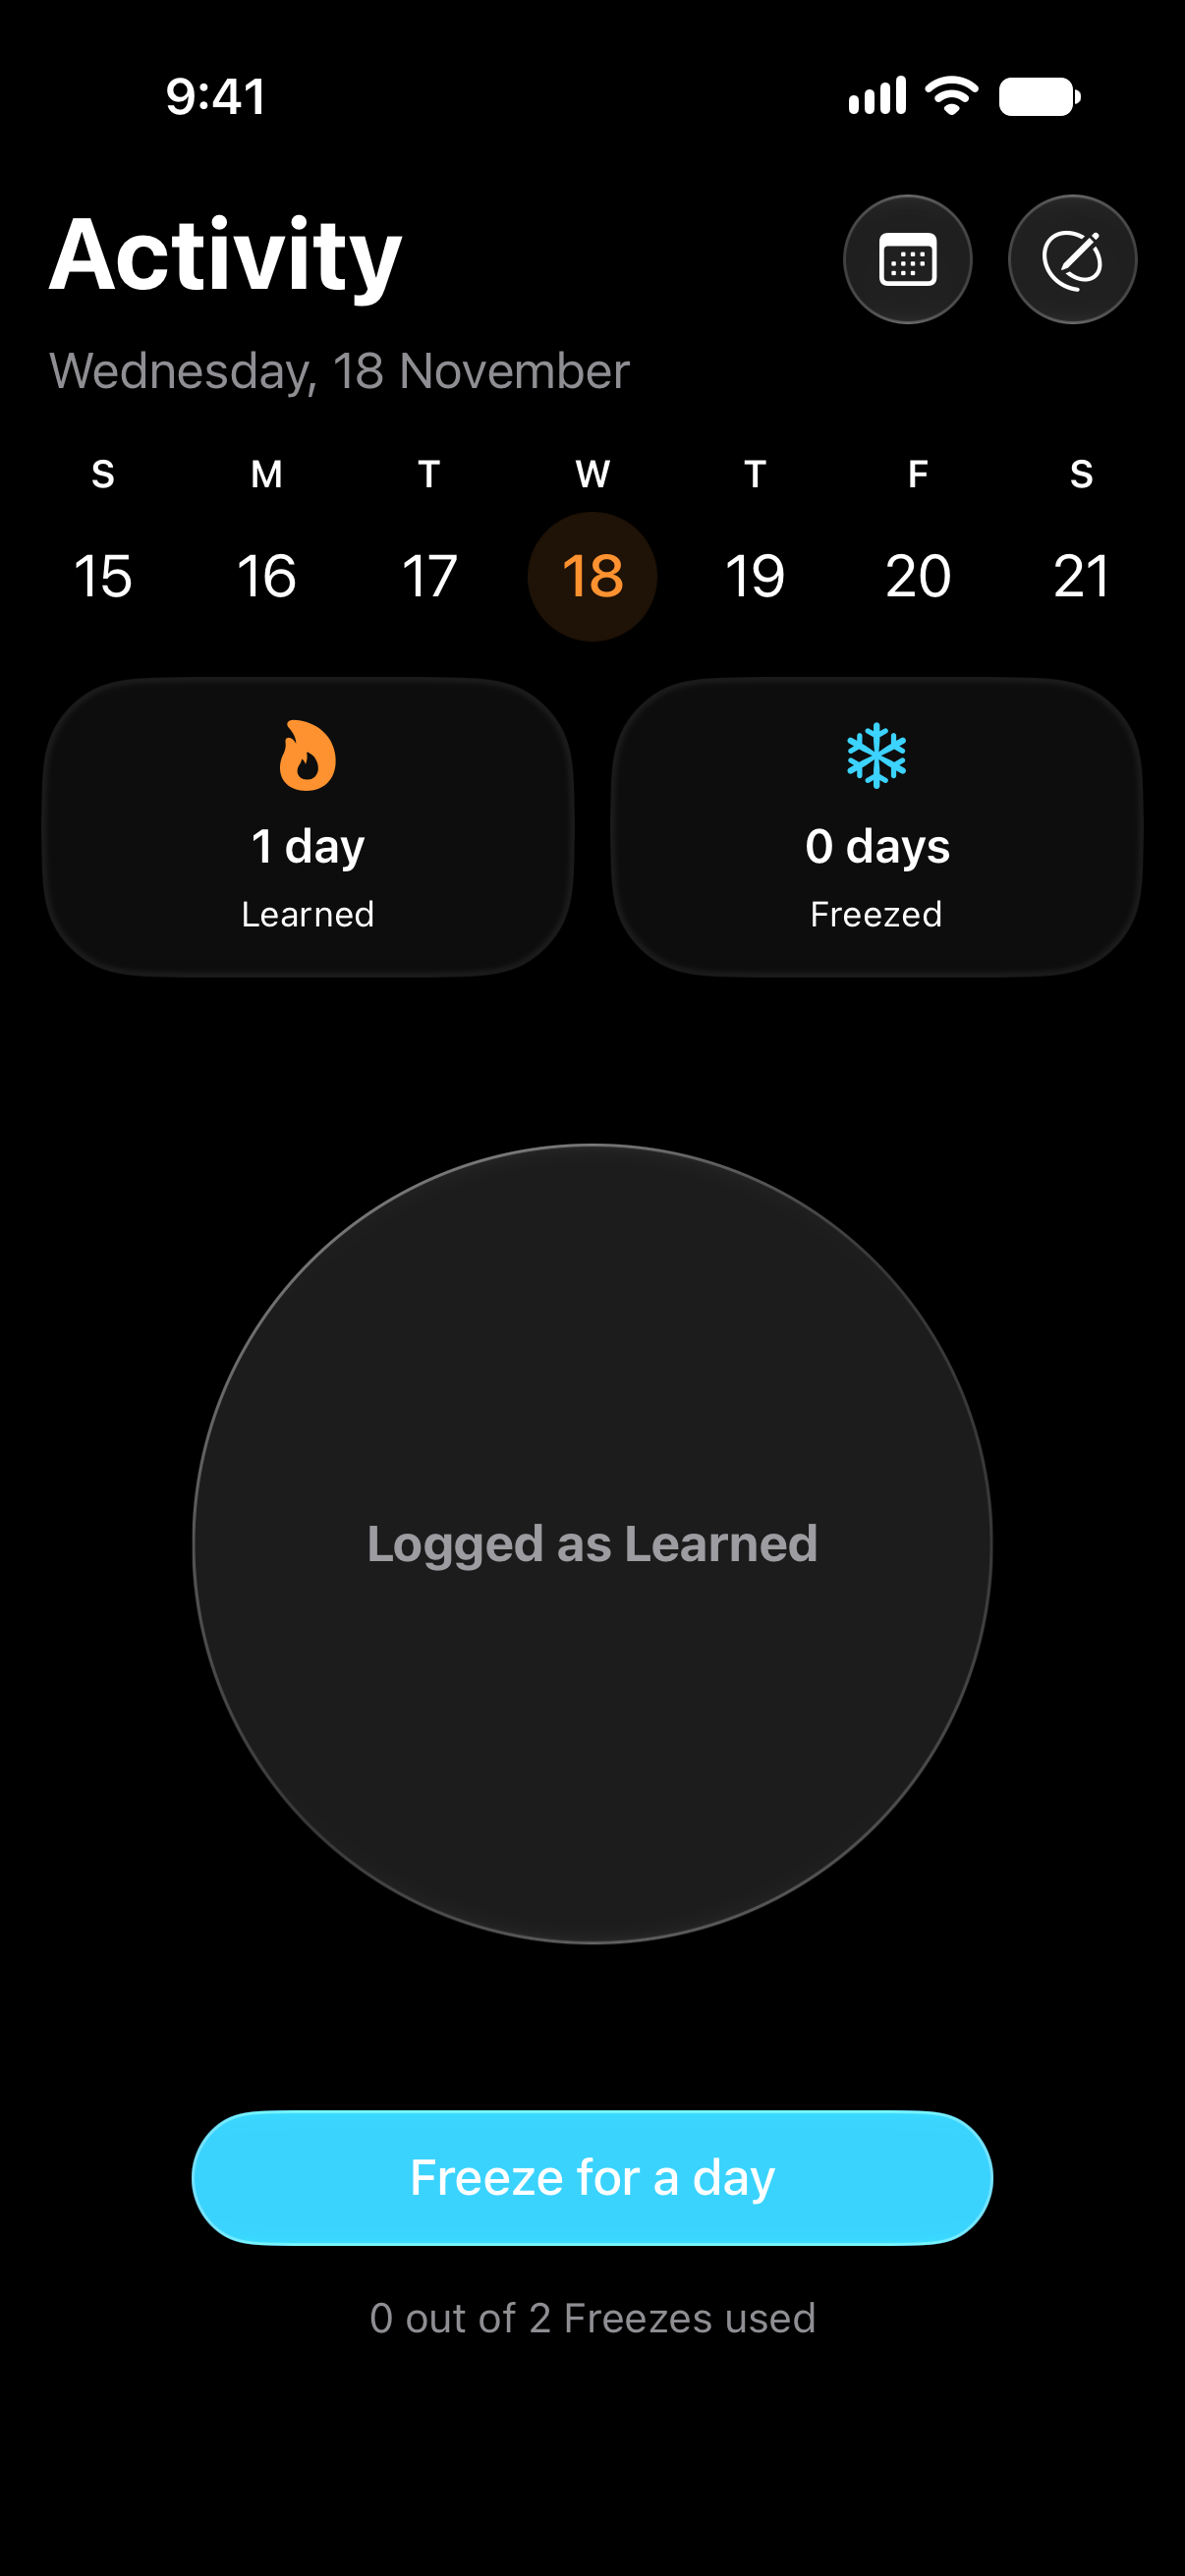 9:41
Activity
Wednesday, 18 November
S M T W T F S
15 16 17 18 19 20 21
1 day 0 days
Learned Freezed
Logged as Learned
Freeze for a day
0 out of 2 Freezes used